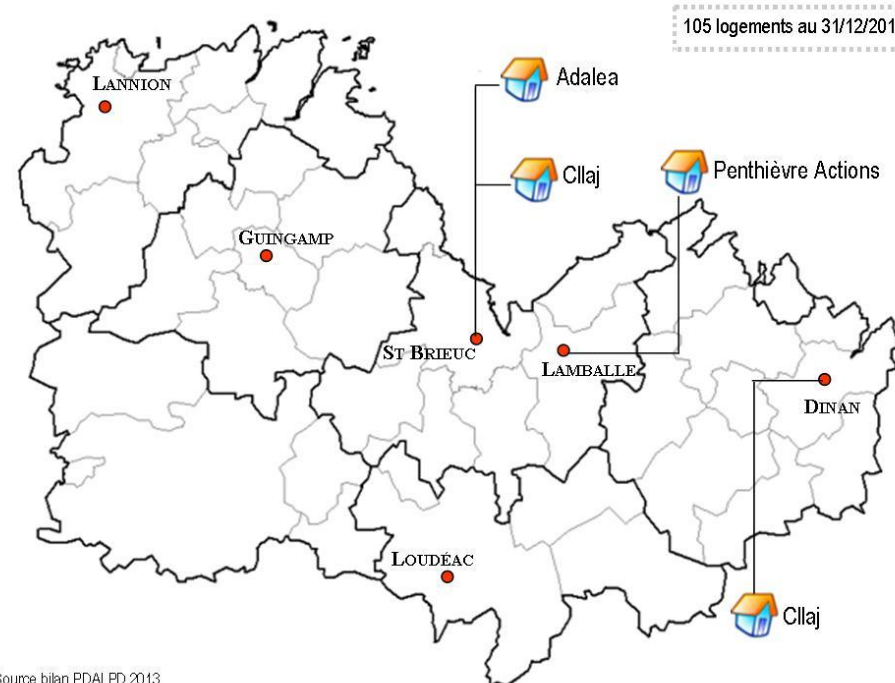 105 logements au 31/12/201
LANNION
Adalea
Cllaj
Penthièvre Actions
GUINGAMP
ST BRIEUC
LAMBALLE
DINAN
LOUDÉAC
Cllaj
Source bilan PDALPD 2013